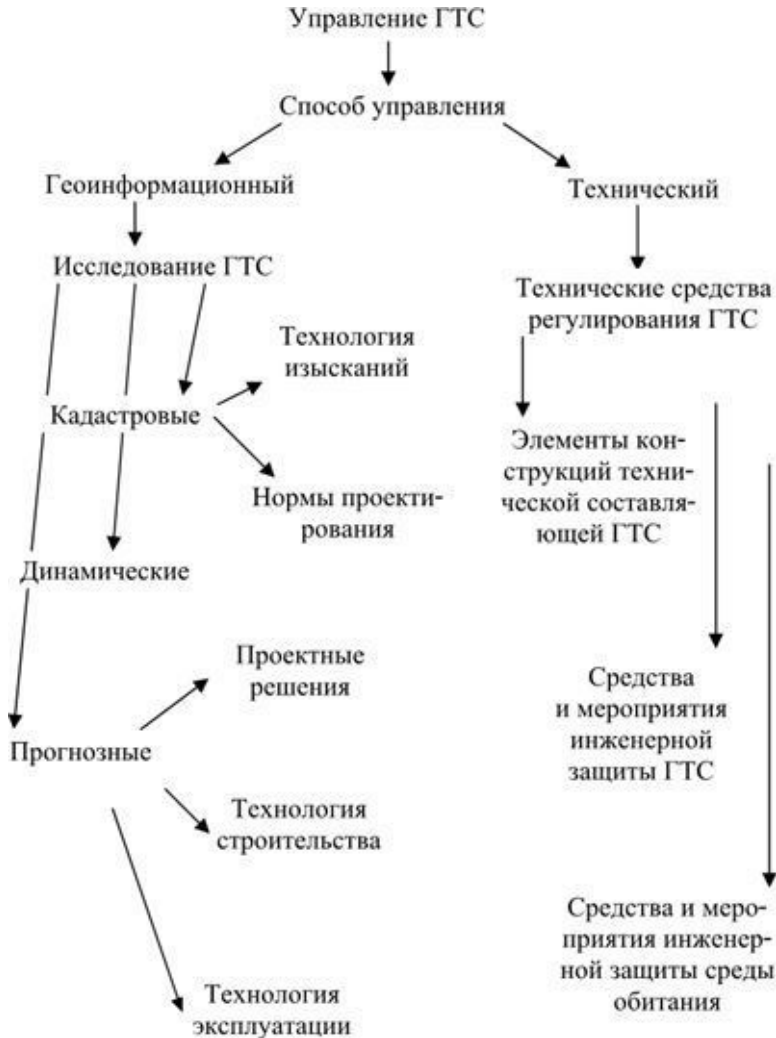 Управление ГТС
Способ управления
Геоинформационный
Технический
Исследование ГТС
Технические средства
регулирования ГТС
Технология
изысканий
Кадастровые
Элементы кон-
струкций техни-
ческой составля-
ющей ГТС
Нормы проекти-
рования
Динамические
Проектные
решения
Средства
и мероприятия
инженерной
защиты ГТС
Прогнозные
Технология
строительства
Средства и меро-
приятия инженер-
ной защиты среды
обитания
Технология
эксплуатации